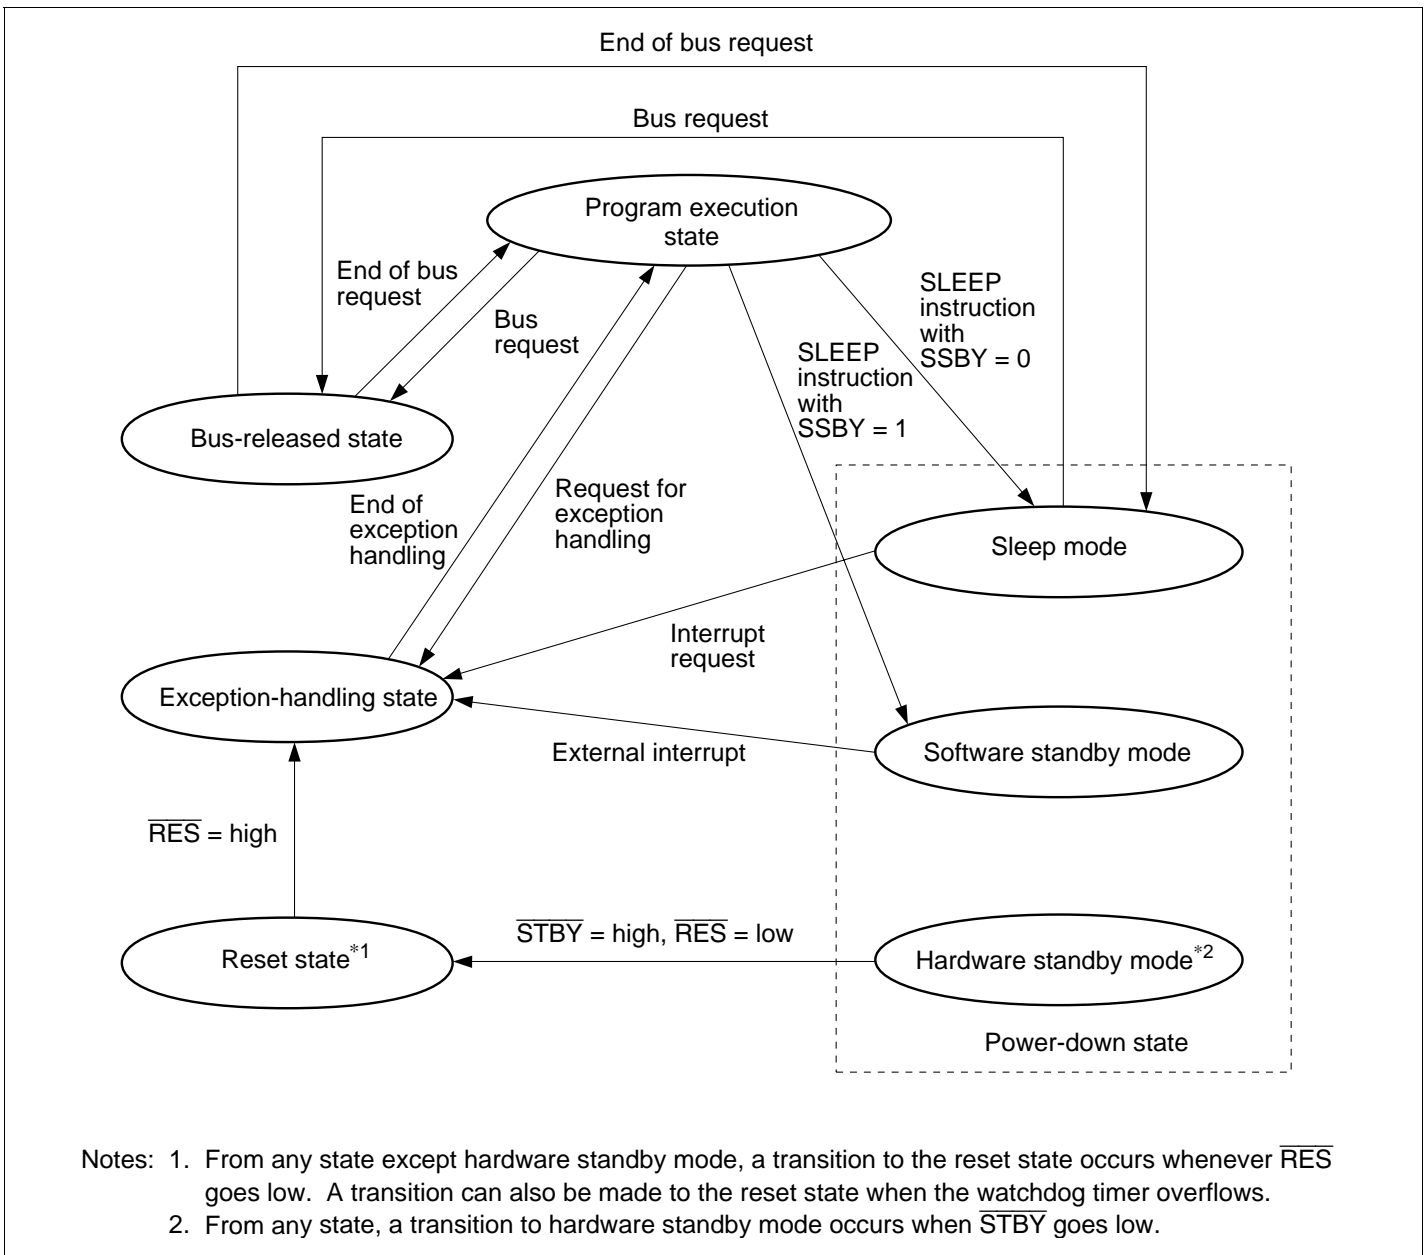 End of bus request
Bus request
Program execution
state
End of bus
request
Bus
request
SLEEP
instruction
with
SSBY = 0
SLEEP
instruction
with
SSBY = 1
Bus-released state
End of
exception
handling
Request for
exception
handling
Sleep mode
Interrupt
request
Exception-handling state
External interrupt
Software standby mode
R̅E̅S̅ = high
S̅T̅B̅Y̅ = high, R̅E̅S̅ = low
Reset state*1
Hardware standby mode*2
Power-down state
Notes: 1. From any state except hardware standby mode, a transition to the reset state occurs whenever R̅E̅S̅
goes low. A transition can also be made to the reset state when the watchdog timer overflows.
2. From any state, a transition to hardware standby mode occurs when S̅T̅B̅Y̅ goes low.